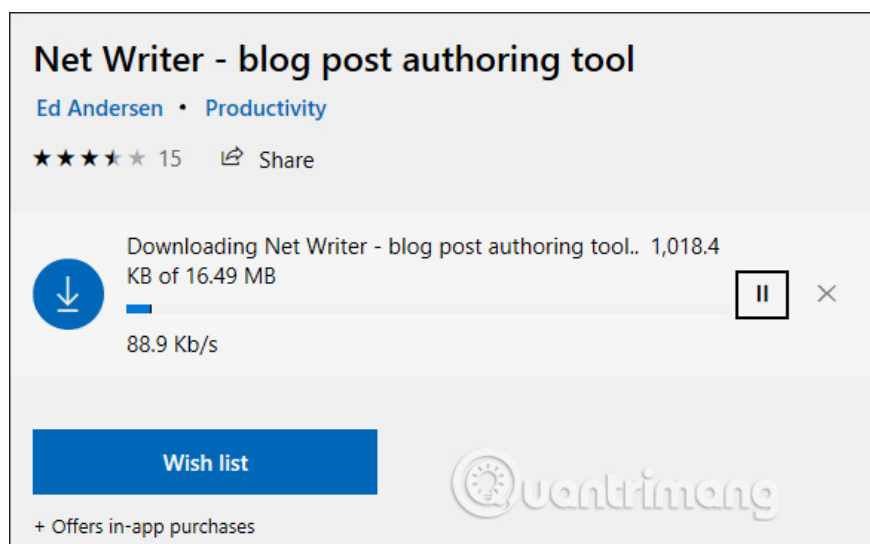 Net Writer - blog post authoring tool
Ed Andersen • Productivity
15 Share
Downloading Net Writer - blog post authoring tool.. 1,018.4
KB of 16.49 MB
88.9 Kb/s
Wish list
Quantrimang
+ Offers in-app purchases